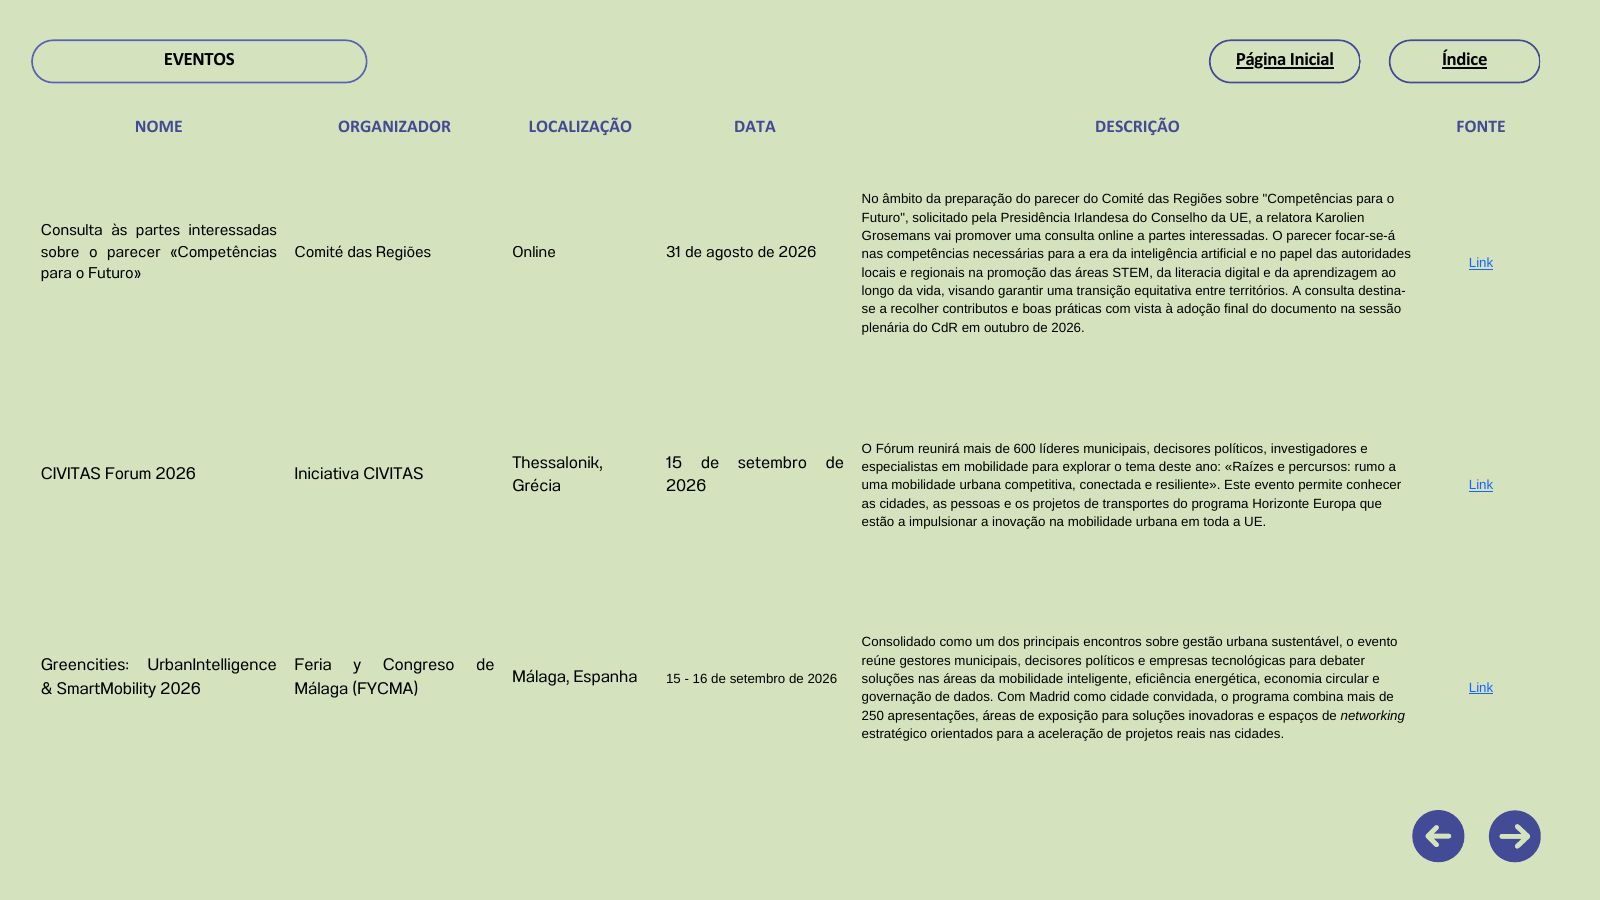 EVENTOS
Página Inicial
Índice
NOME
ORGANIZADOR
LOCALIZAÇÃO
DATA
DESCRIÇÃO
FONTE
Consulta às partes interessadas
sobre o parecer «Competências
para o Futuro»
Comité das Regiões
Online
31 de agosto de 2026
No âmbito da preparação do parecer do Comité das Regiões sobre "Competências para o
Futuro", solicitado pela Presidência Irlandesa do Conselho da UE, a relatora Karolien
Grosemans vai promover uma consulta online a partes interessadas. O parecer focar-se-á
nas competências necessárias para a era da inteligência artificial e no papel das autoridades
locais e regionais na promoção das áreas STEM, da literacia digital e da aprendizagem ao
longo da vida, visando garantir uma transição equitativa entre territórios. A consulta destina-
se a recolher contributos e boas práticas com vista à adoção final do documento na sessão
plenária do CdR em outubro de 2026.
Link
CIVITAS Forum 2026
Iniciativa CIVITAS
Thessalonik,
Grécia
15 de setembro de
2026
O Fórum reunirá mais de 600 líderes municipais, decisores políticos, investigadores e
especialistas em mobilidade para explorar o tema deste ano: «Raízes e percursos: rumo a
uma mobilidade urbana competitiva, conectada e resiliente». Este evento permite conhecer
as cidades, as pessoas e os projetos de transportes do programa Horizonte Europa que
estão a impulsionar a inovação na mobilidade urbana em toda a UE.
Link
Greencities: UrbanIntelligence
& SmartMobility 2026
Feria y Congreso de
Málaga (FYCMA)
Málaga, Espanha
15 - 16 de setembro de 2026
Consolidado como um dos principais encontros sobre gestão urbana sustentável, o evento
reúne gestores municipais, decisores políticos e empresas tecnológicas para debater
soluções nas áreas da mobilidade inteligente, eficiência energética, economia circular e
governação de dados. Com Madrid como cidade convidada, o programa combina mais de
250 apresentações, áreas de exposição para soluções inovadoras e espaços de networking
estratégico orientados para a aceleração de projetos reais nas cidades.
Link